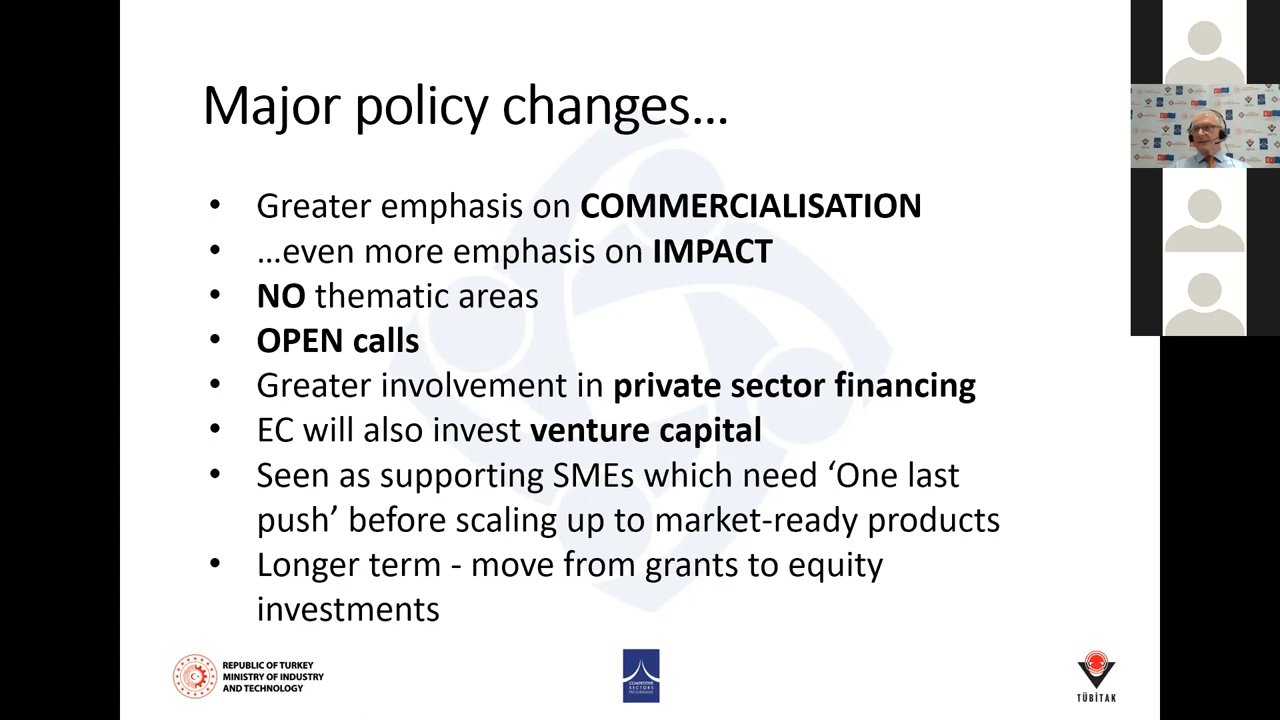 Major policy changes…
• Greater emphasis on COMMERCIALISATION
• …even more emphasis on IMPACT
• NO thematic areas
• OPEN calls
• Greater involvement in private sector financing
• EC will also invest venture capital
• Seen as supporting SMEs which need ‘One last
push’ before scaling up to market-ready products
• Longer term - move from grants to equity
investments
REPUBLIC OF TURKEY
MINISTRY OF INDUSTRY
AND TECHNOLOGY
COMPETITIVE
SECTORS
PROGRAMME
TÜBİTAK